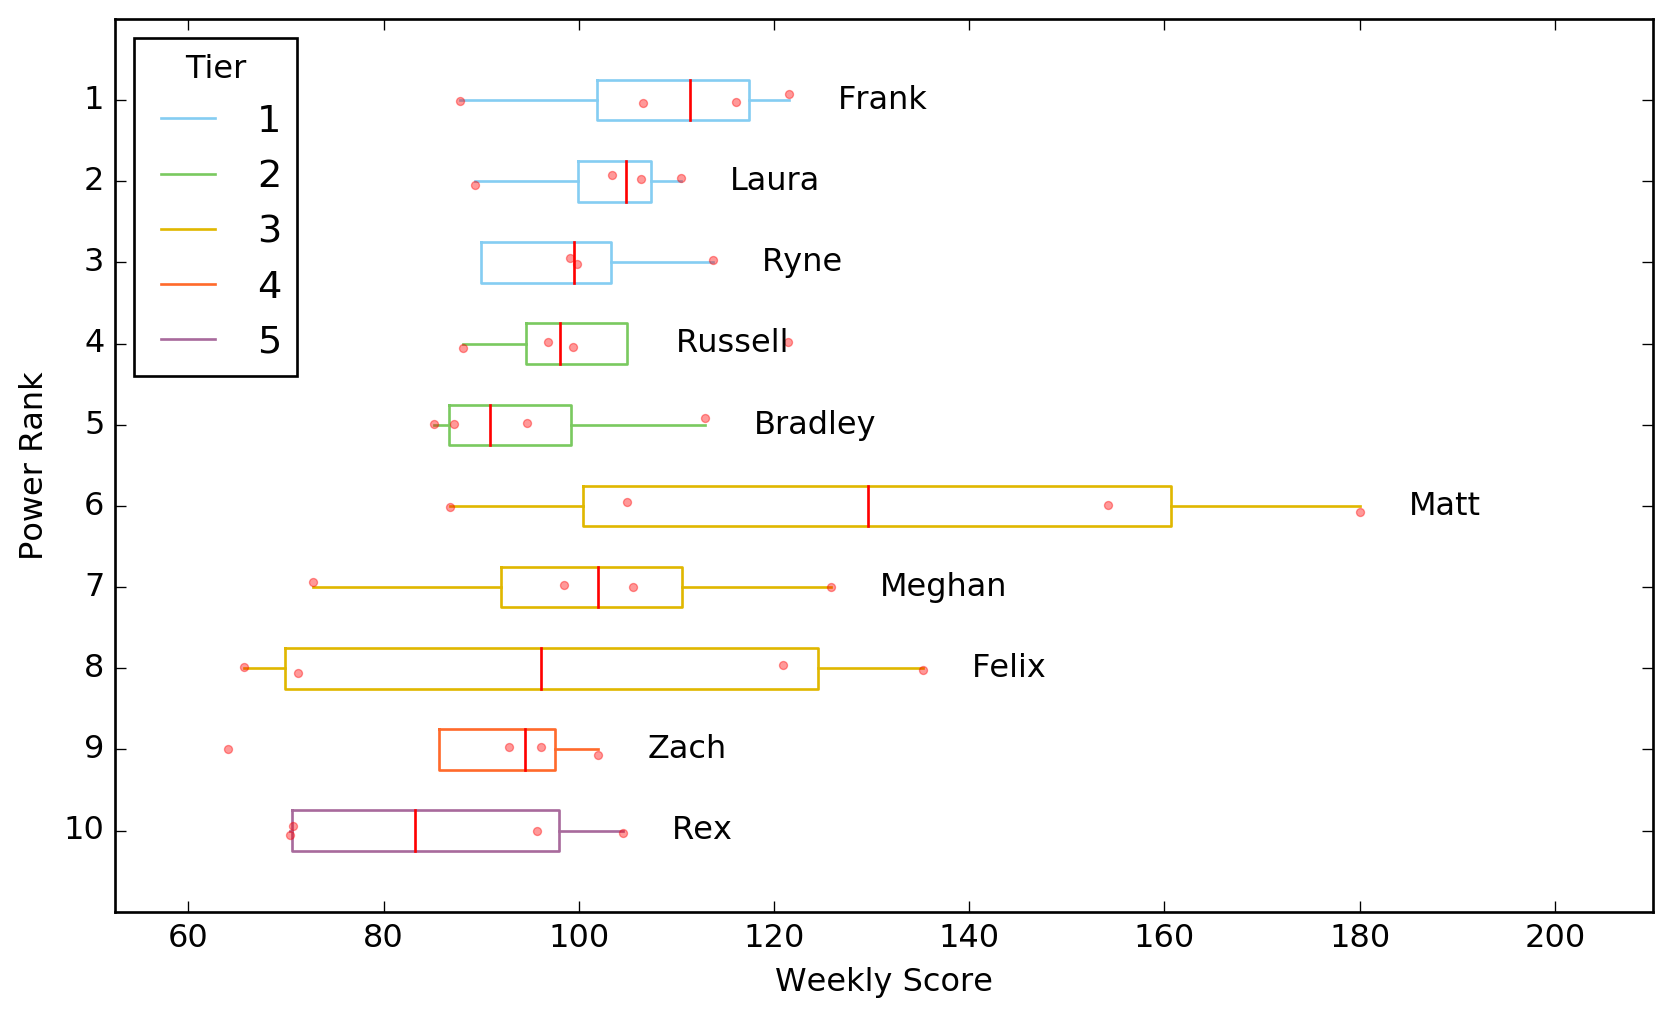 Tier
1
2
3
4
5
1 Frank
2 Laura
3 Ryne
4 Russell
5 Bradley
6 Matt
7 Meghan
8 Felix
9 Zach
10 Rex
Power Rank
60 80 100 120 140 160 180 200
Weekly Score